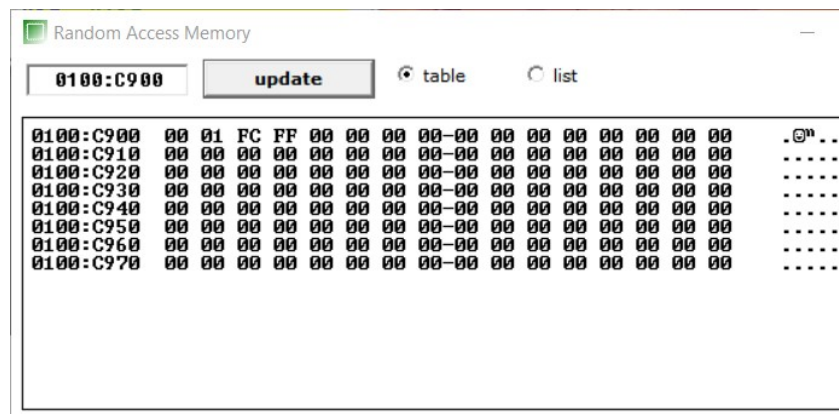 Random Access Memory
0100:C900 update table list
0100:C900 00 01 FC FF 00 00 00 00-00 00 00 00 00 00 00 00 .☺ⁿ..
0100:C910 00 00 00 00 00 00 00 00-00 00 00 00 00 00 00 00 .....
0100:C920 00 00 00 00 00 00 00 00-00 00 00 00 00 00 00 00 .....
0100:C930 00 00 00 00 00 00 00 00-00 00 00 00 00 00 00 00 .....
0100:C940 00 00 00 00 00 00 00 00-00 00 00 00 00 00 00 00 .....
0100:C950 00 00 00 00 00 00 00 00-00 00 00 00 00 00 00 00 .....
0100:C960 00 00 00 00 00 00 00 00-00 00 00 00 00 00 00 00 .....
0100:C970 00 00 00 00 00 00 00 00-00 00 00 00 00 00 00 00 .....